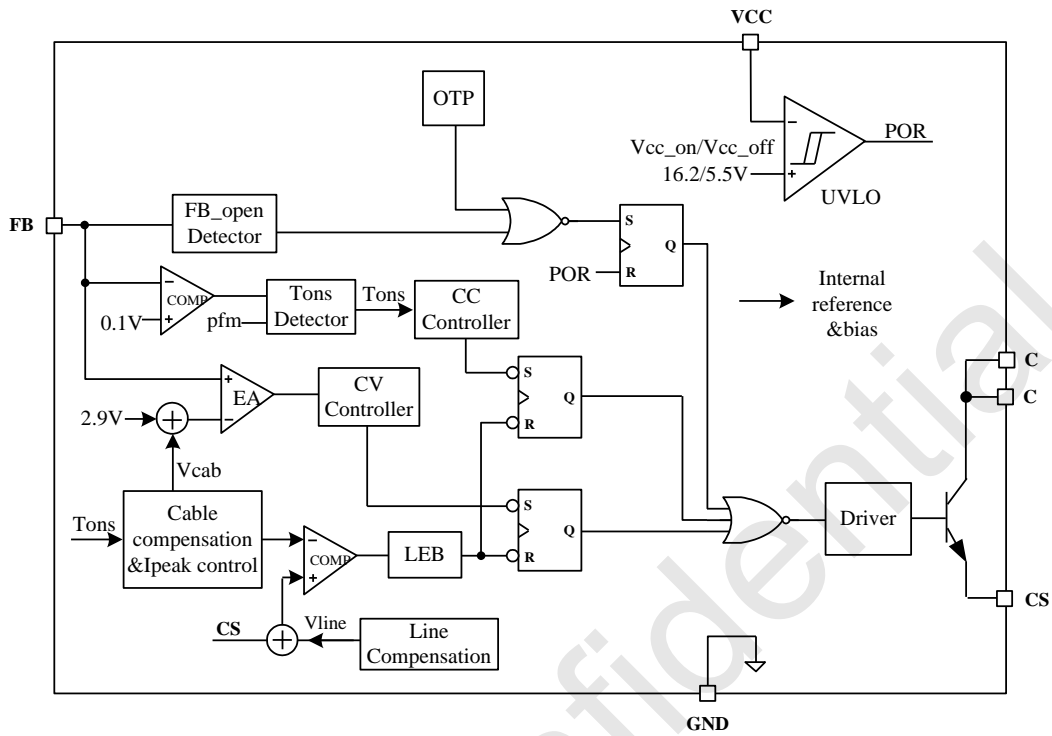 VCC
OTP
Vcc_on/Vcc_off
16.2/5.5V
−
+
POR
UVLO
FB
FB_open
Detector
S
Q
POR
R
Internal
reference
&bias
−
COMP
0.1V
+
pfm
Tons
Detector
Tons
CC
Controller
S
Q
R
C
C
+
EA
−
2.9V
+
CV
Controller
Vcab
Tons
Cable
compensation
&Ipeak control
−
COMP
+
LEB
S
Q
R
Driver
CS
CS
+
Vline
Line
Compensation
GND
fidential